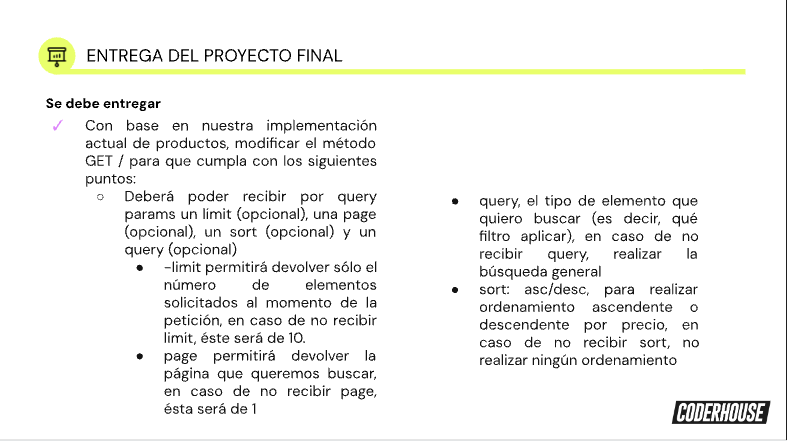 ENTREGA DEL PROYECTO FINAL
Se debe entregar
✓ Con base en nuestra implementación
actual de productos, modificar el método
GET / para que cumpla con los siguientes
puntos:
○ Deberá poder recibir por query
params un limit (opcional), una page
(opcional), un sort (opcional) y un
query (opcional)
● -limit permitirá devolver sólo el
número de elementos
solicitados al momento de la
petición, en caso de no recibir
limit, éste será de 10.
● page permitirá devolver la
página que queremos buscar,
en caso de no recibir page,
ésta será de 1
● query, el tipo de elemento que
quiero buscar (es decir, qué
filtro aplicar), en caso de no
recibir query, realizar la
búsqueda general
● sort: asc/desc, para realizar
ordenamiento ascendente o
descendente por precio, en
caso de no recibir sort, no
realizar ningún ordenamiento
CODERHOUSE